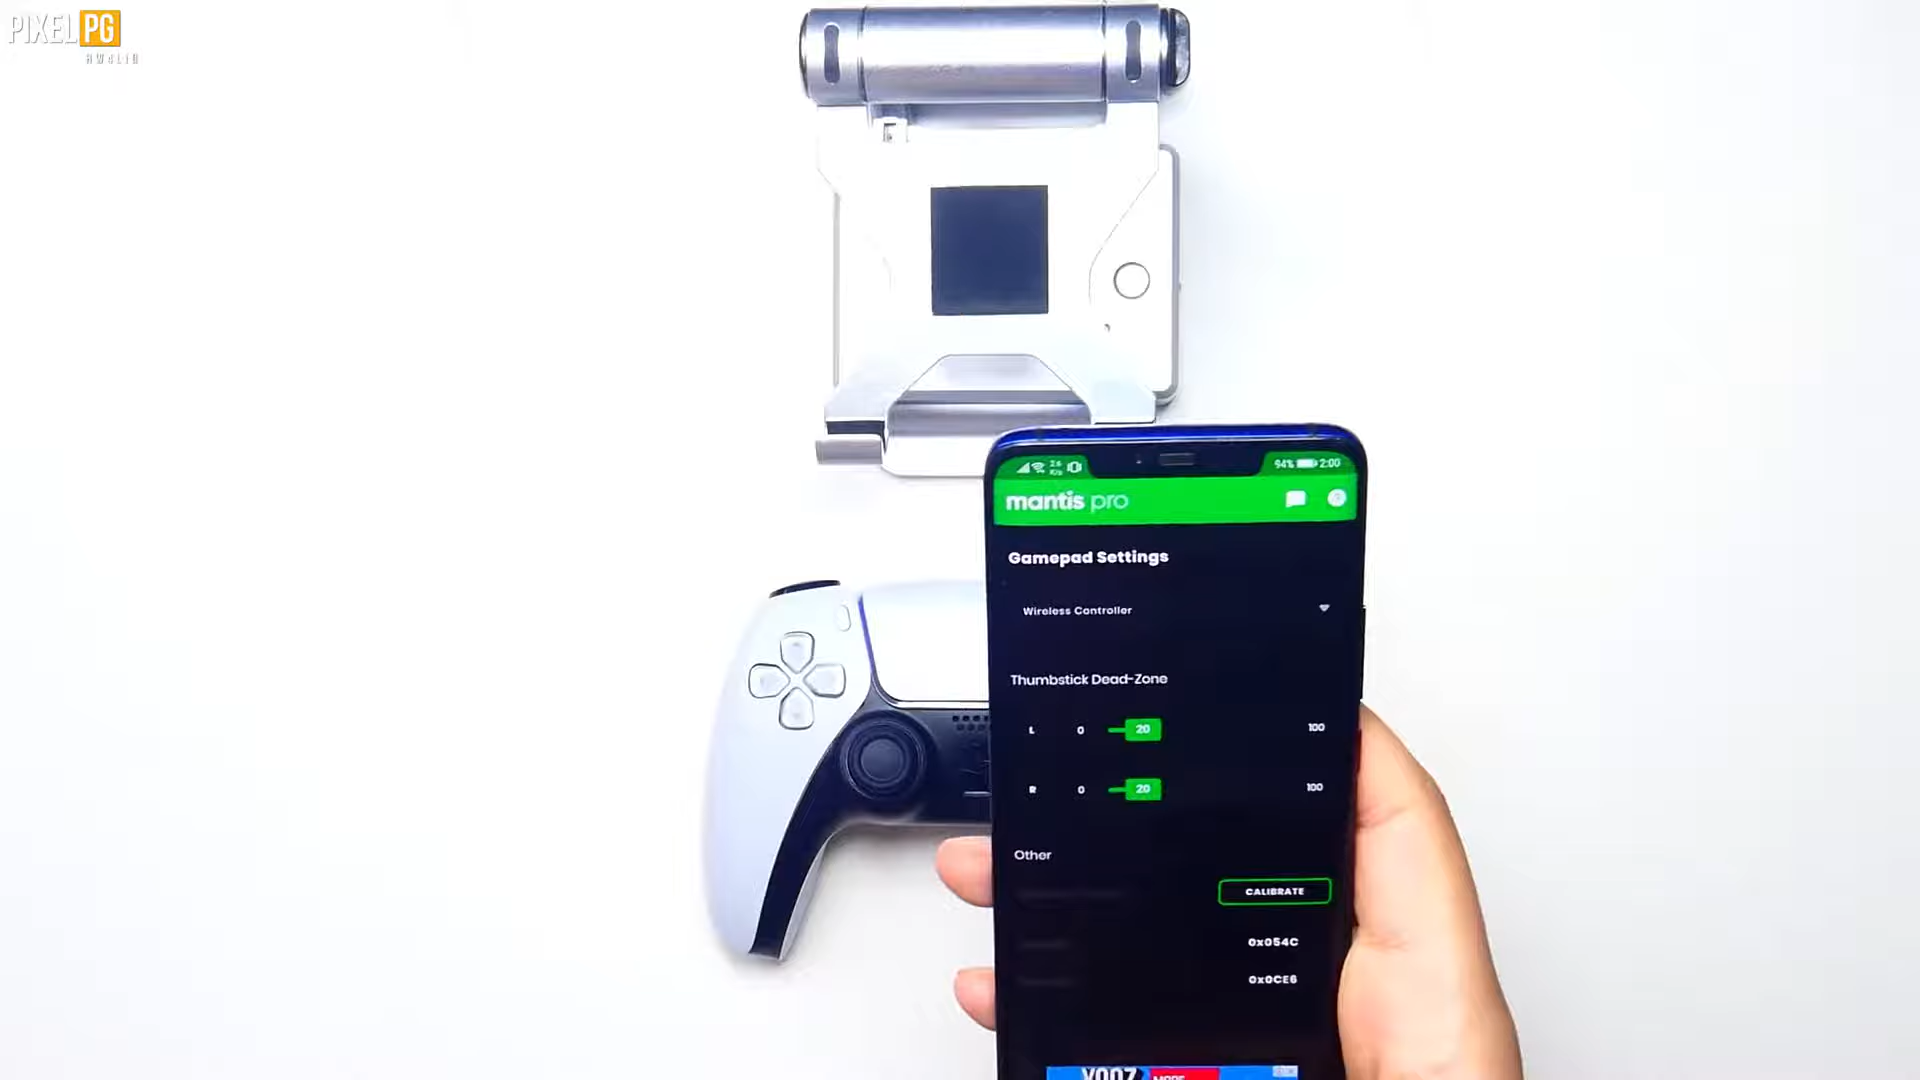 PIXEL PG
94% 2:00
mantis pro
Gamepad Settings
Wireless Controller
Thumbstick Dead-Zone
L 0 20 100
R 0 20 100
Other
CALIBRATE
0x054C
0x0CE6